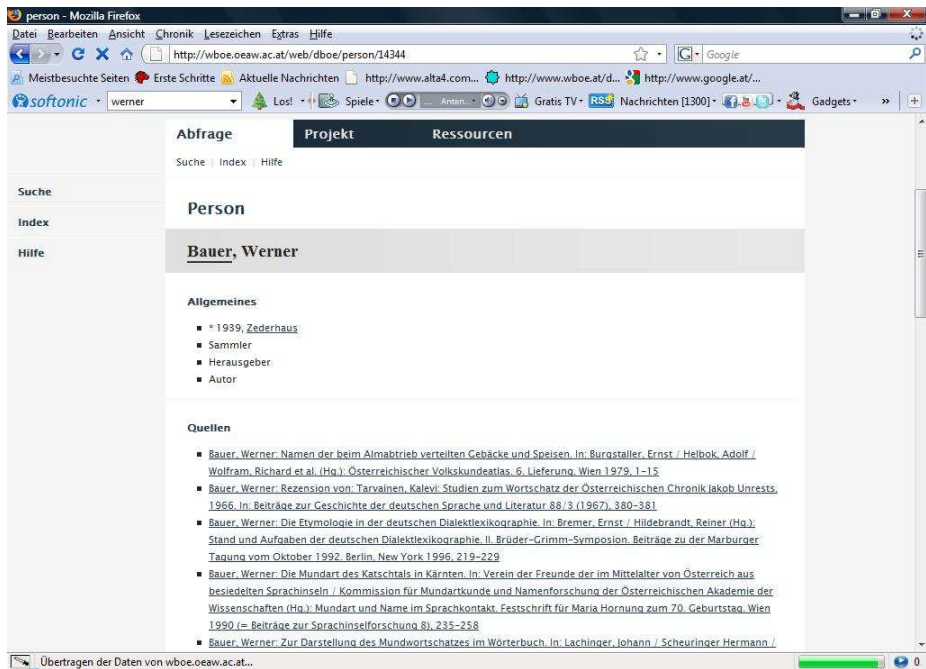 person - Mozilla Firefox
Datei Bearbeiten Ansicht Chronik Lesezeichen Extras Hilfe
http://wboe.oeaw.ac.at/web/dboe/person/14344
Google
Meistbesuchte Seiten Erste Schritte Aktuelle Nachrichten http://www.alta4.com... http://www.wboe.at/d... http://www.google.at/...
softonic werner Los! Spiele Anten... Gratis TV RSS Nachrichten [1300] Gadgets »
Abfrage Projekt Ressourcen
Suche | Index | Hilfe
Suche
Index
Hilfe
Person
Bauer, Werner
Allgemeines
* 1939, Zederhaus
Sammler
Herausgeber
Autor
Quellen
Bauer, Werner: Namen der beim Almabtrieb verteilten Gebäcke und Speisen. In: Burgstaller, Ernst / Helbok, Adolf /
Wolfram, Richard et al. (Hg.): Österreichischer Volkskundeatlas. 6. Lieferung. Wien 1979, 1-15
Bauer, Werner: Rezension von: Tarvainen, Kalevi: Studien zum Wortschatz der Österreichischen Chronik Jakob Unrests.
1966. In: Beiträge zur Geschichte der deutschen Sprache und Literatur 88/3 (1967), 380-381
Bauer, Werner: Die Etymologie in der deutschen Dialektlexikographie. In: Bremer, Ernst / Hildebrandt, Reiner (Hg.):
Stand und Aufgaben der deutschen Dialektlexikographie. II. Brüder-Grimm-Symposion. Beiträge zu der Marburger
Tagung vom Oktober 1992. Berlin, New York 1996, 219-229
Bauer, Werner: Die Mundart des Katschtals in Kärnten. In: Verein der Freunde der im Mittelalter von Österreich aus
besiedelten Sprachinseln / Kommission für Mundartkunde und Namenforschung der Österreichischen Akademie der
Wissenschaften (Hg.): Mundart und Name im Sprachkontakt. Festschrift für Maria Hornung zum 70. Geburtstag. Wien
1990 (= Beiträge zur Sprachinselforschung 8), 235-258
Bauer, Werner: Zur Darstellung des Mundwortschatzes im Wörterbuch. In: Lachinger, Johann / Scheuringer Hermann /
Übertragen der Daten von wboe.oeaw.ac.at...
0